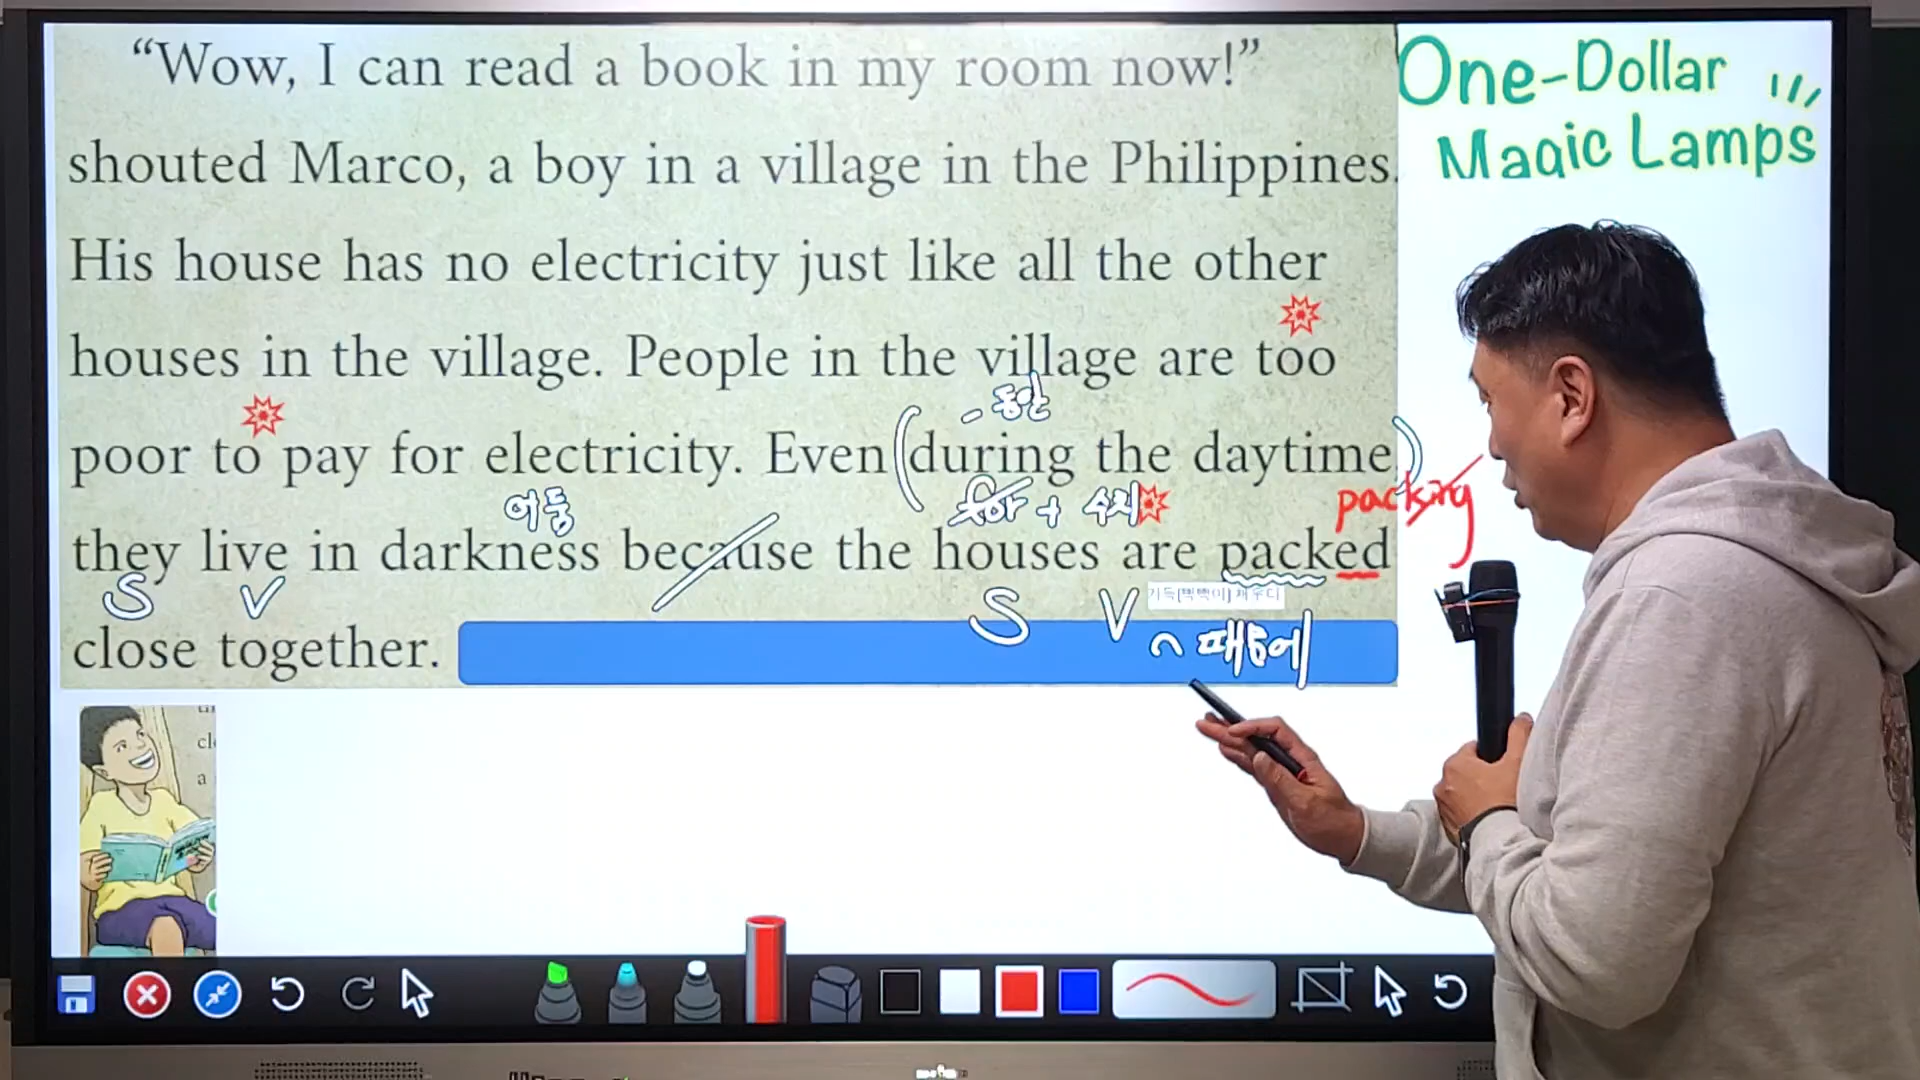 “Wow, I can read a book in my room now!”
One-Dollar
Magic Lamps
shouted Marco, a boy in a village in the Philippines.
His house has no electricity just like all the other
houses in the village. People in the village are too
- 동안
poor to pay for electricity. Even (during the daytime)
어둠
+ 수치
packing
they live in darkness because the houses are packed
S V
S V
close together.
~ 때문에